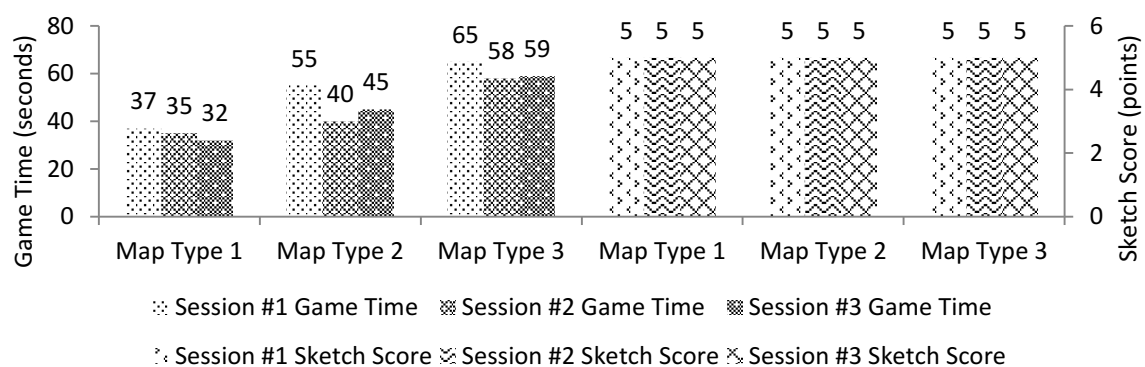 Game Time (seconds)
80
60
40
20
0
37 35 32
55 40 45
65 58 59
5 5 5
5 5 5
5 5 5
6
4
2
0
Sketch Score (points)
Map Type 1 Map Type 2 Map Type 3 Map Type 1 Map Type 2 Map Type 3
Session #1 Game Time Session #2 Game Time Session #3 Game Time
Session #1 Sketch Score Session #2 Sketch Score Session #3 Sketch Score